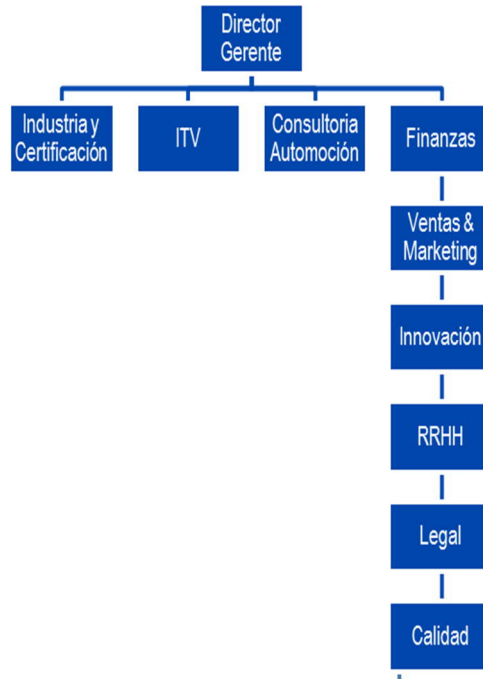 Director
Gerente
Industria y
Certificación
ITV
Consultoria
Automoción
Finanzas
Ventas &
Marketing
Innovación
RRHH
Legal
Calidad